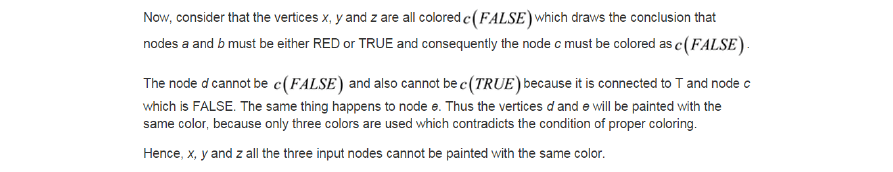 Now, consider that the vertices x, y and z are all colored c(FALSE) which draws the conclusion that
nodes a and b must be either RED or TRUE and consequently the node c must be colored as c(FALSE).
The node d cannot be c(FALSE) and also cannot be c(TRUE) because it is connected to T and node c
which is FALSE. The same thing happens to node e. Thus the vertices d and e will be painted with the
same color, because only three colors are used which contradicts the condition of proper coloring.
Hence, x, y and z all the three input nodes cannot be painted with the same color.